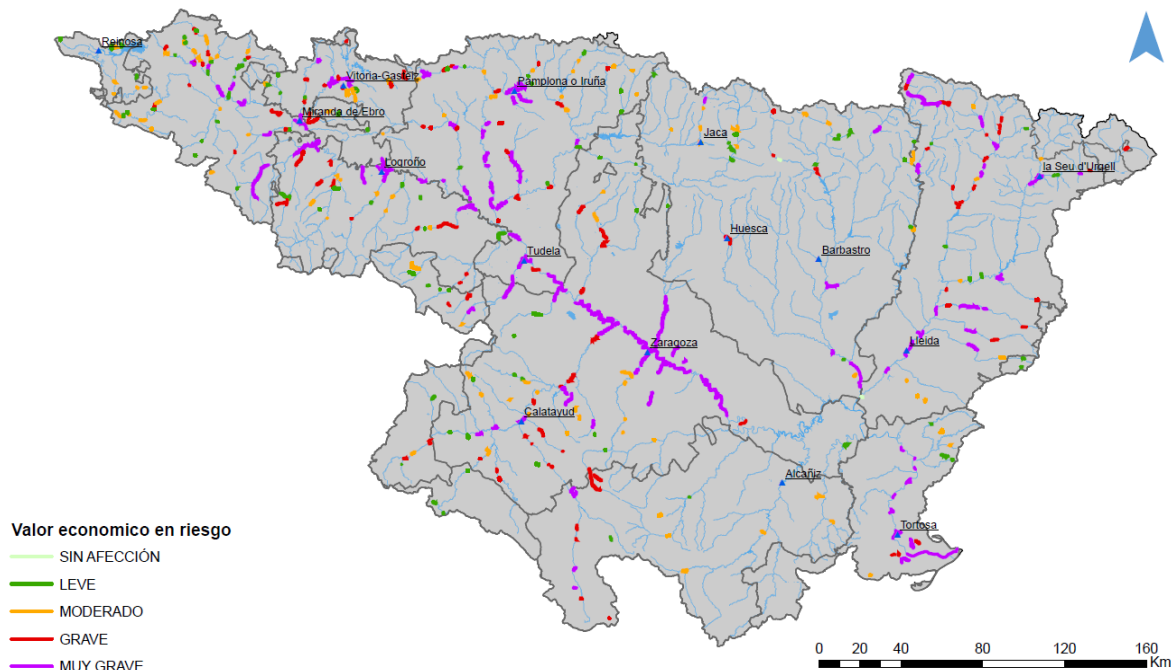 Reinosa
Vitoria-Gasteiz
Pamplona o Iruña
Miranda de Ebro
Jaca
Logroño
la Seu d'Urgell
Huesca
Tudela
Barbastro
Zaragoza
Lleida
Calatayud
Alcañiz
Tortosa
Valor economico en riesgo
SIN AFECCIÓN
LEVE
MODERADO
GRAVE
MUY GRAVE
0 20 40 80 120 160
Km